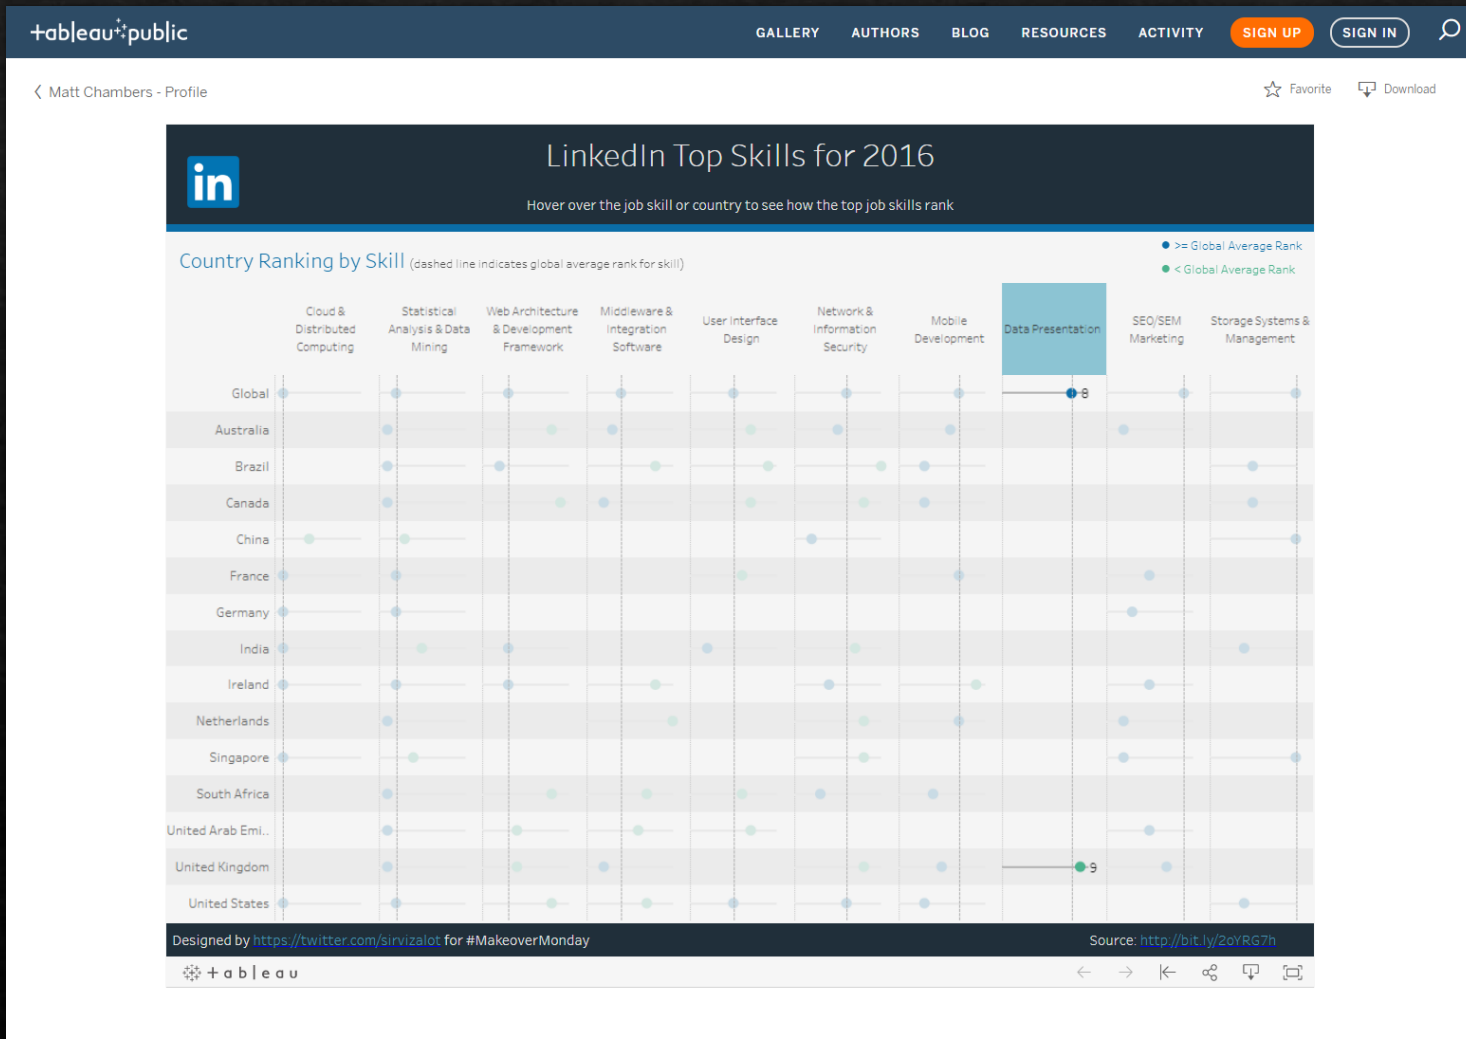 +ableau public
GALLERY AUTHORS BLOG RESOURCES ACTIVITY SIGN UP SIGN IN
Matt Chambers - Profile
Favorite Download
in
LinkedIn Top Skills for 2016
Hover over the job skill or country to see how the top job skills rank
Country Ranking by Skill (dashed line indicates global average rank for skill)
>= Global Average Rank
< Global Average Rank
Cloud & Distributed Computing
Statistical Analysis & Data Mining
Web Architecture & Development Framework
Middleware & Integration Software
User Interface Design
Network & Information Security
Mobile Development
Data Presentation
SEO/SEM Marketing
Storage Systems & Management
Global 8
Australia
Brazil
Canada
China
France
Germany
India
Ireland
Netherlands
Singapore
South Africa
United Arab Emi..
United Kingdom 9
United States
Designed by https://twitter.com/sirvizalot for #MakeoverMonday
Source: http://bit.ly/2oYRG7h
+ableau